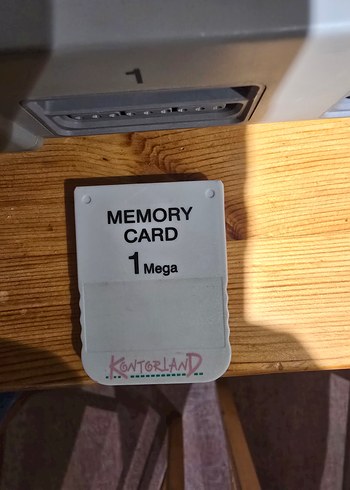 1
MEMORY
CARD
1 Mega
KONTORLAND